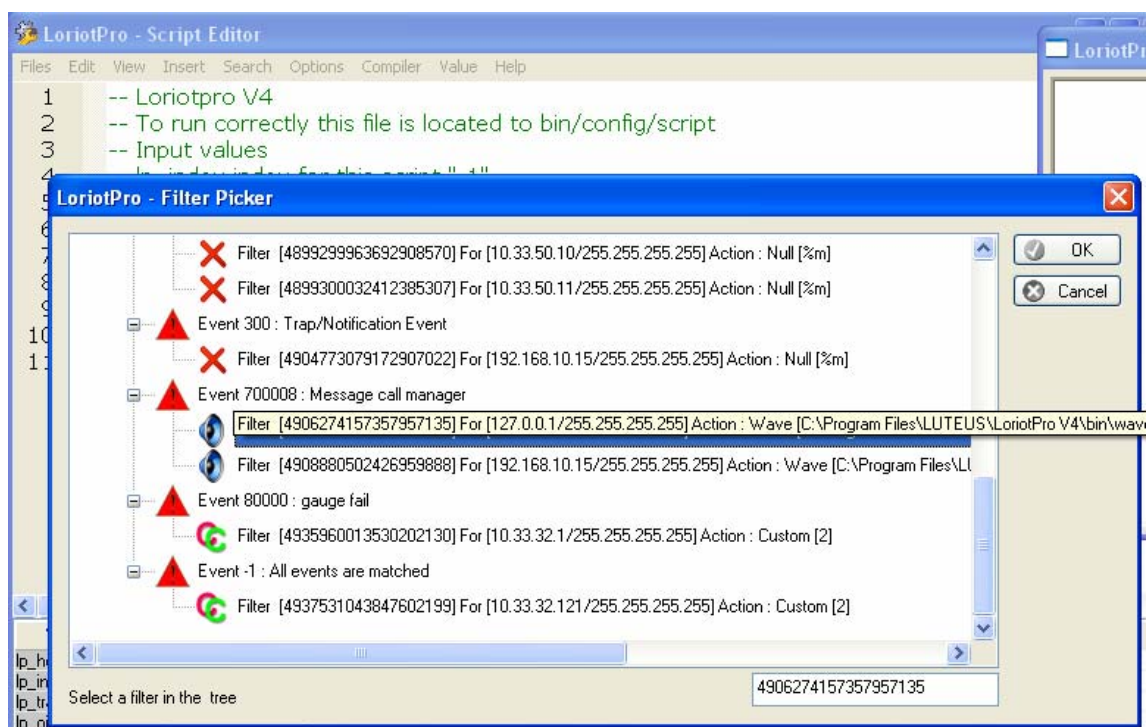 LoriotPro - Script Editor
LoriotPr
Files Edit View Insert Search Options Compiler Value Help
1 -- Loriotpro V4
2 -- To run correctly this file is located to bin/config/script
3 -- Input values
4
LoriotPro - Filter Picker
Filter [4899299963692908570] For [10.33.50.10/255.255.255.255] Action : Null [%m]
OK
Filter [4899300032412385307] For [10.33.50.11/255.255.255.255] Action : Null [%m]
Cancel
Event 300 : Trap/Notification Event
10
Filter [4904773079172907022] For [192.168.10.15/255.255.255.255] Action : Null [%m]
11
Event 700008 : Message call manager
Filter [4906274157357957135] For [127.0.0.1/255.255.255.255] Action : Wave [C:\Program Files\LUTEUS\LoriotPro V4\bin\wave
Filter [4908880502426959888] For [192.168.10.15/255.255.255.255] Action : Wave [C:\Program Files\LU
Event 80000 : gauge fail
Filter [4935960013530202130] For [10.33.32.1/255.255.255.255] Action : Custom [2]
Event -1 : All events are matched
Filter [4937531043847602199] For [10.33.32.121/255.255.255.255] Action : Custom [2]
lp_h
lp_in
lp_tr
Select a filter in the tree
4906274157357957135